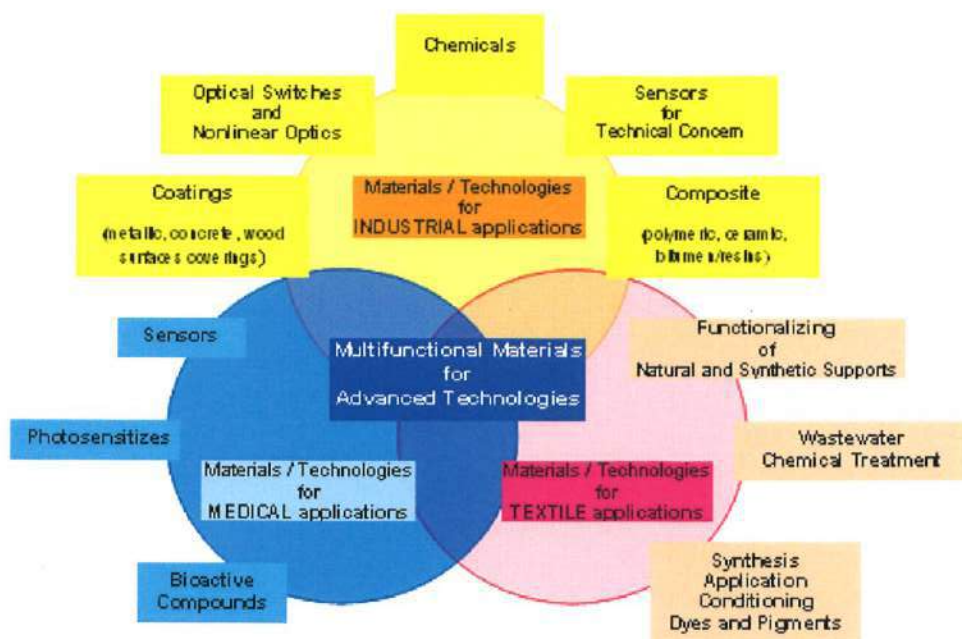 Chemicals
Optical Switches
and
Nonlinear Optics
Sensors
for
Technical Concern
Coatings
(metallic, concrete, wood
surfaces coverings)
Materials / Technologies
for
INDUSTRIAL applications
Composite
(polymeric, ceramic,
bitumen/resins)
Sensors
Multifunctional Materials
for
Advanced Technologies
Functionalizing
of
Natural and Synthetic Supports
Photosensitizes
Wastewater
Chemical Treatment
Materials / Technologies
for
MEDICAL applications
Materials / Technologies
for
TEXTILE applications
Bioactive
Compounds
Synthesis
Application
Conditioning
Dyes and Pigments